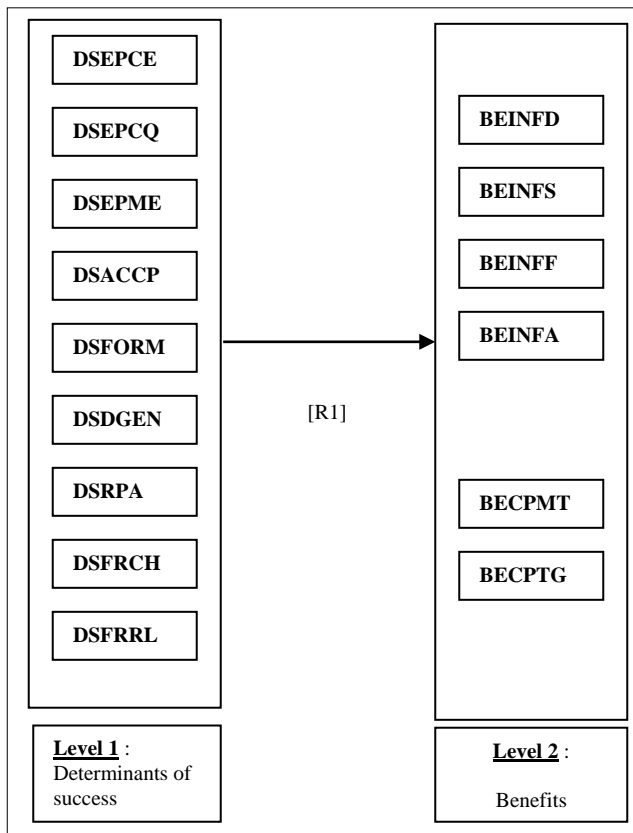 DSEPCE
DSEPCQ
DSEPME
DSACCP
DSFORM
DSDGEN
DSRPA
DSFRCH
DSFRRL
[R1]
BEINFD
BEINFS
BEINFF
BEINFA
BECPMT
BECPTG
Level 1 :
Determinants of
success
Level 2 :
Benefits